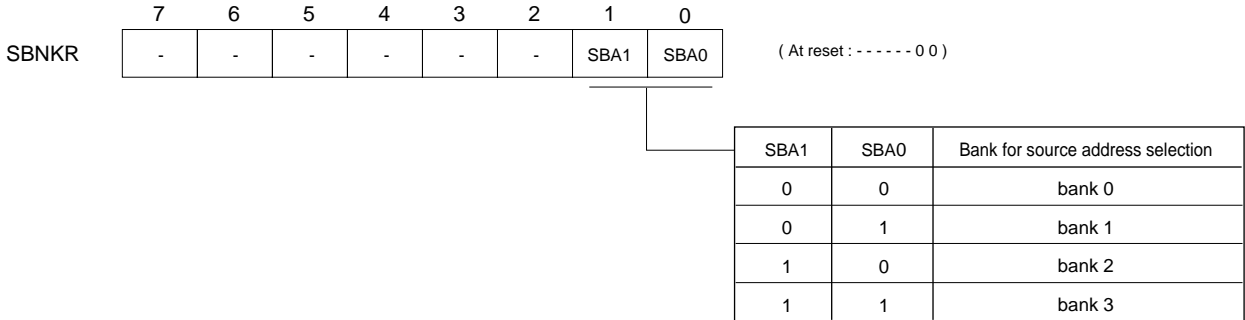 7 6 5 4 3 2 1 0
SBNKR - - - - - - SBA1 SBA0 ( At reset : - - - - - - 0 0 )
SBA1 SBA0 Bank for source address selection
0 0 bank 0
0 1 bank 1
1 0 bank 2
1 1 bank 3